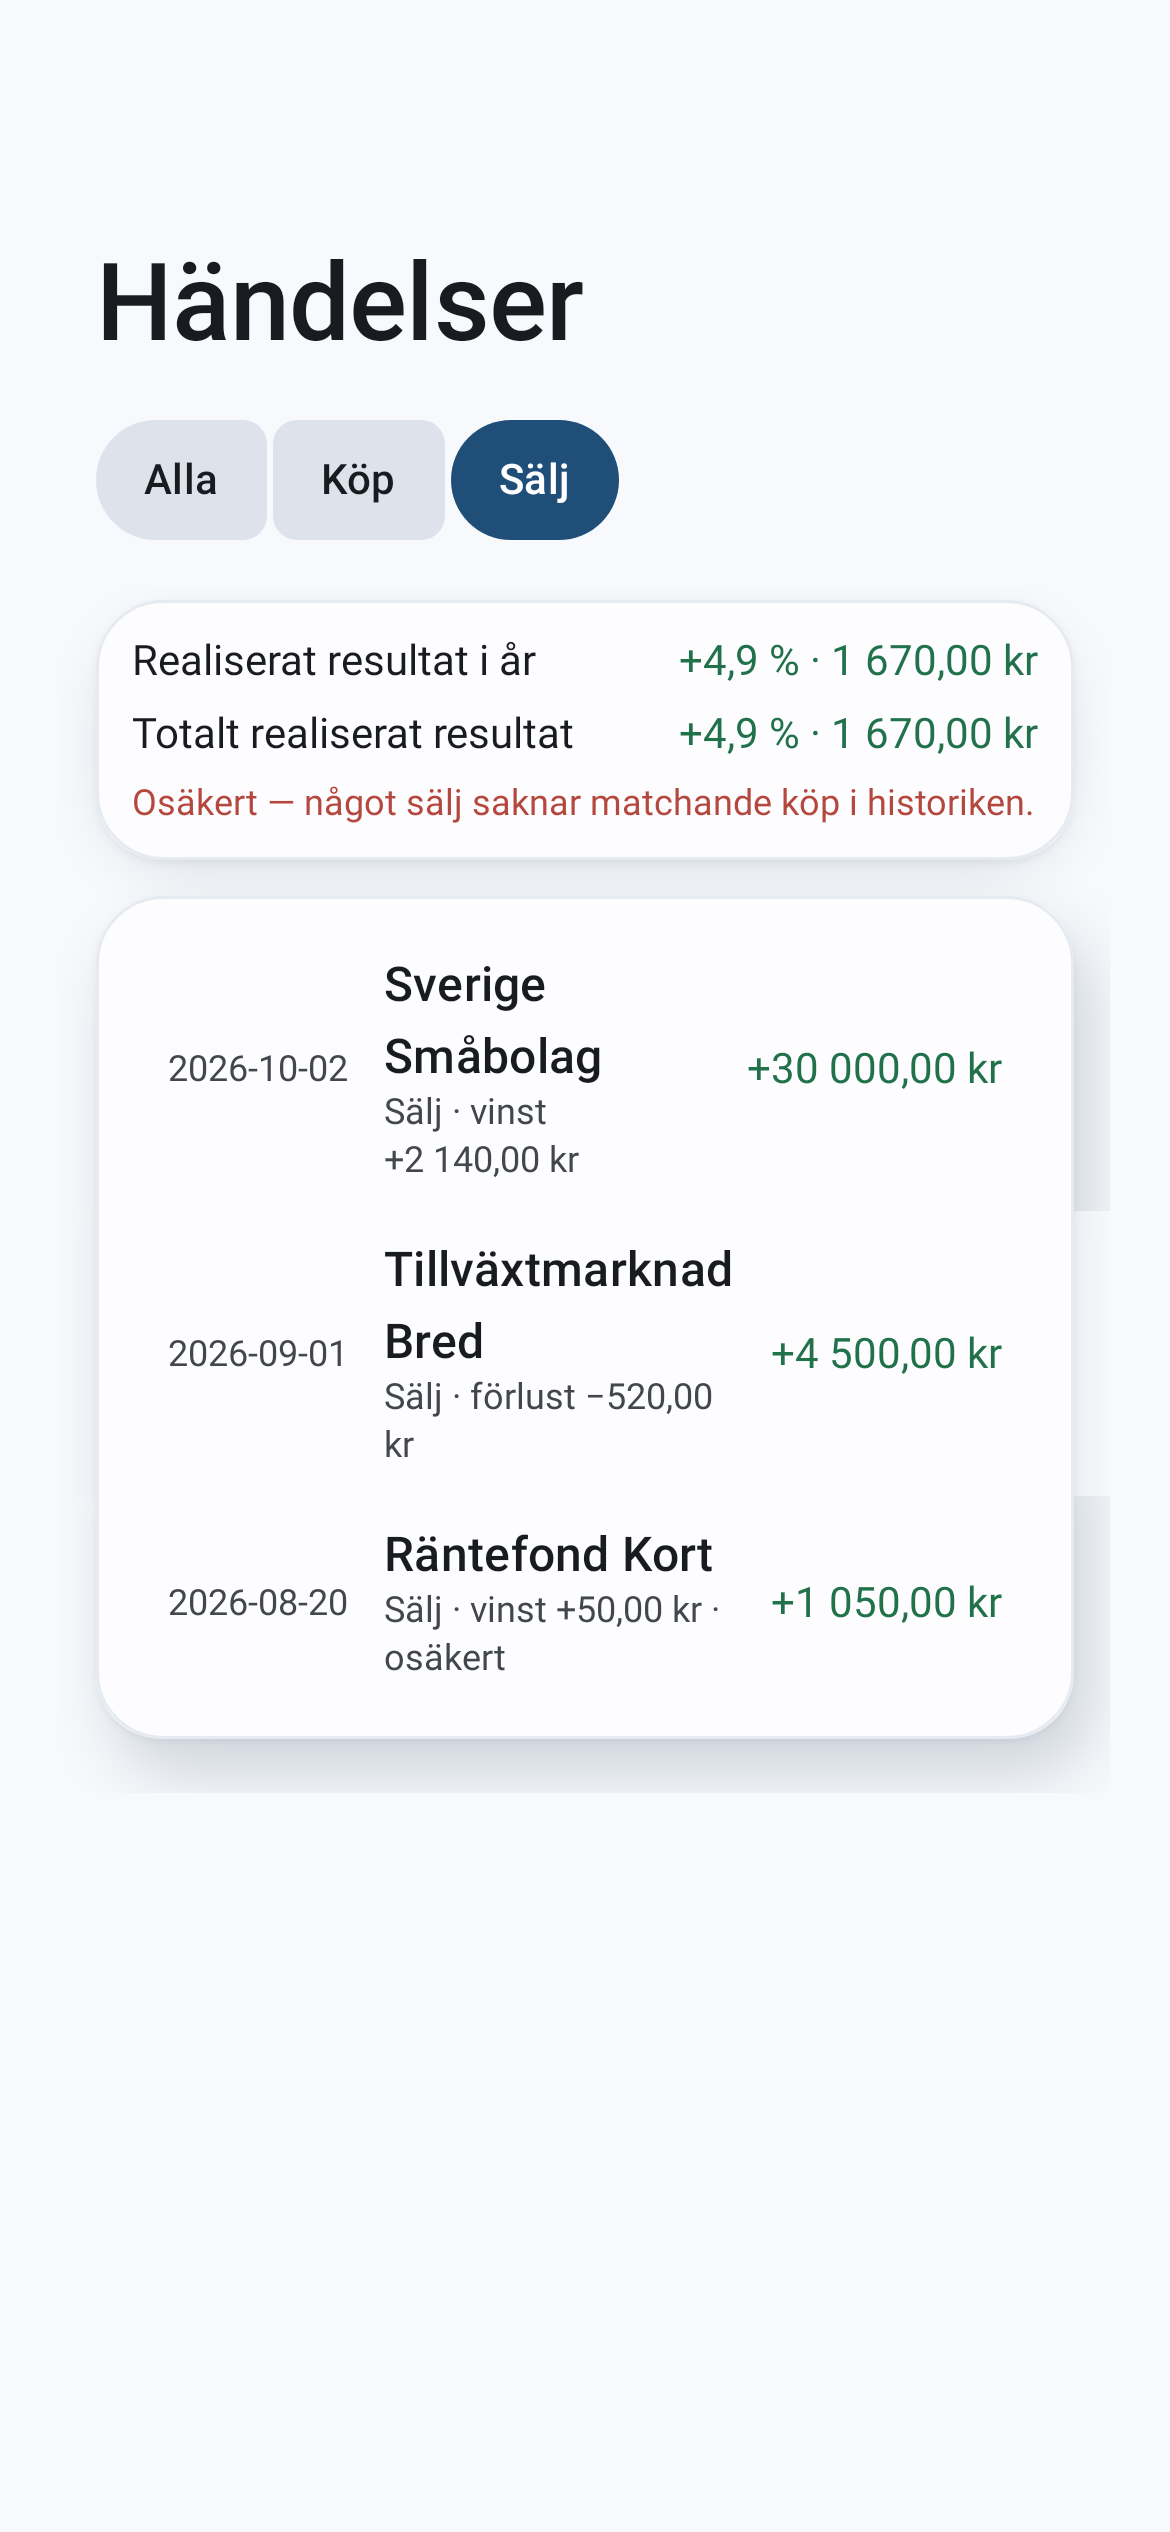 Händelser
Alla Köp Sälj
Realiserat resultat i år +4,9 % · 1 670,00 kr
Totalt realiserat resultat +4,9 % · 1 670,00 kr
Osäkert — något sälj saknar matchande köp i historiken.
Sverige
Småbolag
2026-10-02
+30 000,00 kr
Sälj · vinst
+2 140,00 kr
Tillväxtmarknad
Bred
2026-09-01
+4 500,00 kr
Sälj · förlust −520,00
kr
Räntefond Kort
2026-08-20
+1 050,00 kr
Sälj · vinst +50,00 kr ·
osäkert